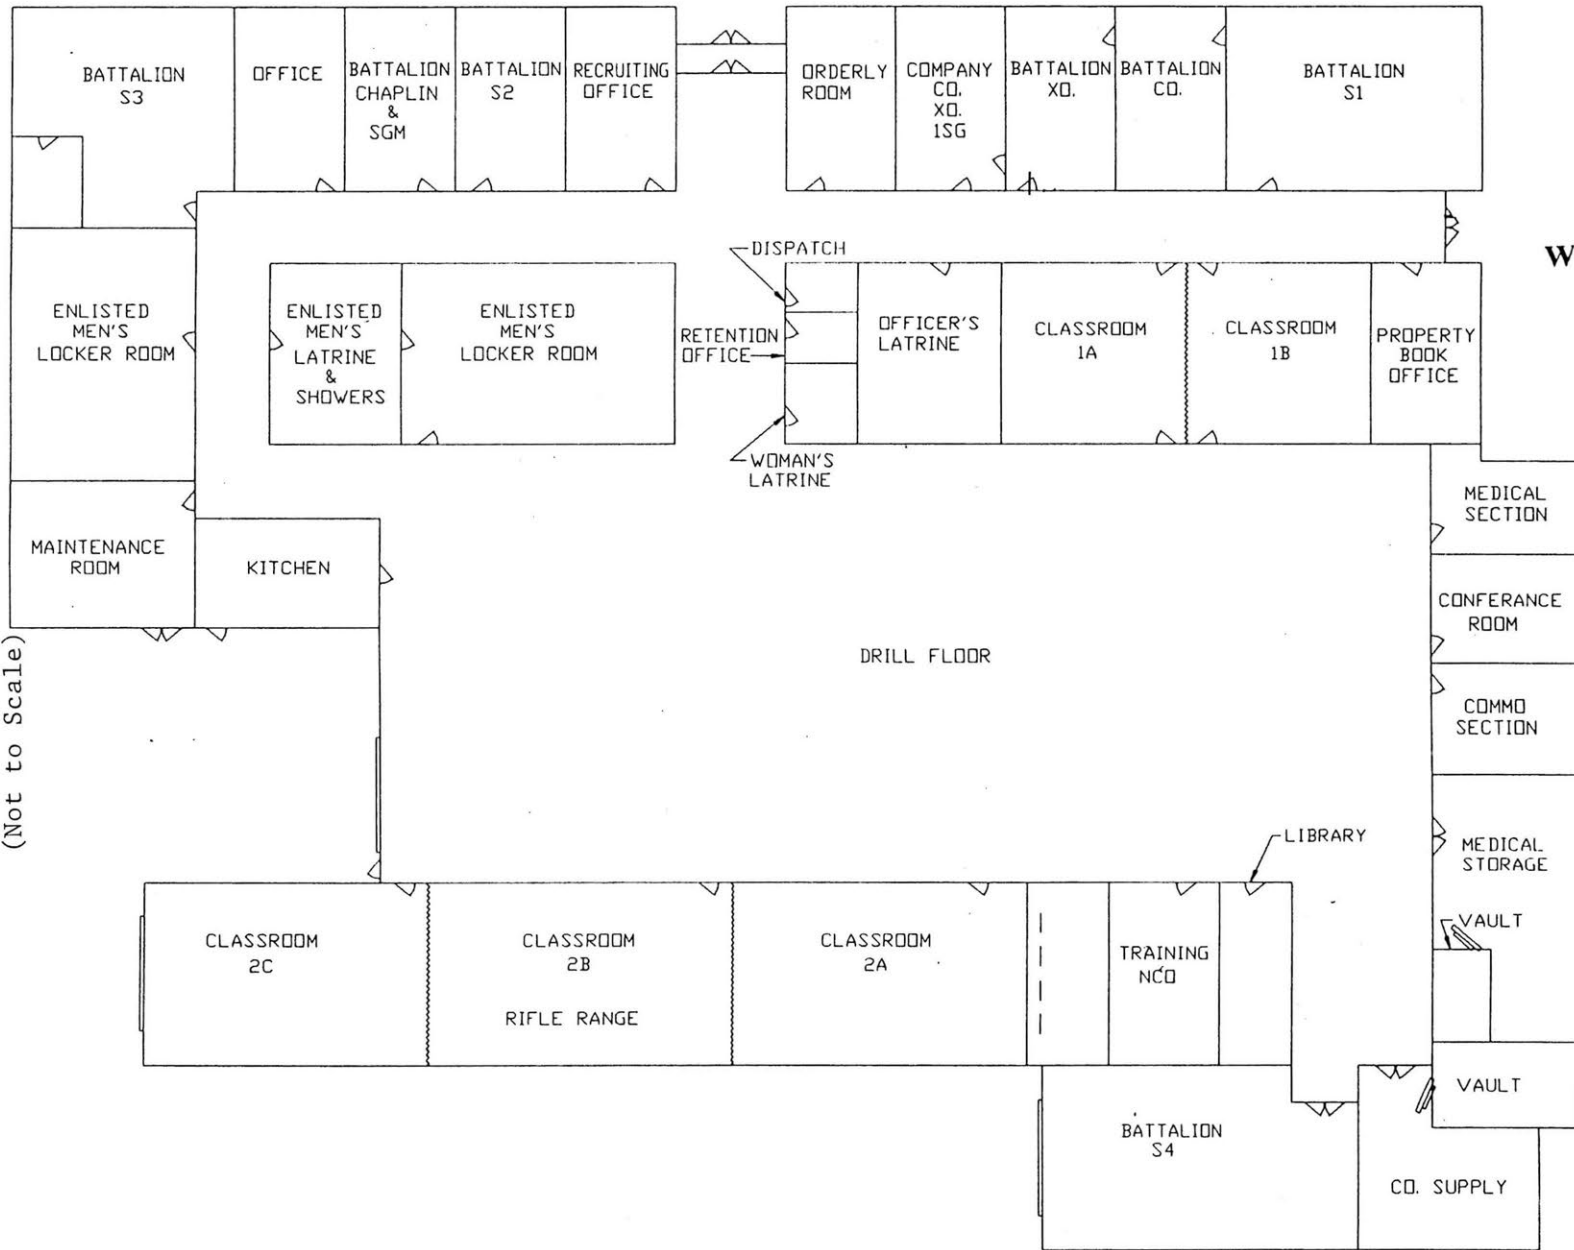 BATTALION
S3
OFFICE
BATTALION
CHAPLIN
&
SGM
BATTALION
S2
RECRUITING
OFFICE
ORDERLY
ROOM
COMPANY
CO.
XO.
1SG
BATTALION
XO.
BATTALION
CO.
BATTALION
S1
W
DISPATCH
ENLISTED
MEN'S
LOCKER ROOM
ENLISTED
MEN'S
LATRINE
&
SHOWERS
ENLISTED
MEN'S
LOCKER ROOM
RETENTION
OFFICE
OFFICER'S
LATRINE
CLASSROOM
1A
CLASSROOM
1B
PROPERTY
BOOK
OFFICE
WOMAN'S
LATRINE
MEDICAL
SECTION
MAINTENANCE
ROOM
KITCHEN
CONFERANCE
ROOM
DRILL FLOOR
COMMO
SECTION
(Not to Scale)
LIBRARY
MEDICAL
STORAGE
VAULT
CLASSROOM
2C
CLASSROOM
2B
RIFLE RANGE
CLASSROOM
2A
TRAINING
NCO
VAULT
BATTALION
S4
CO. SUPPLY